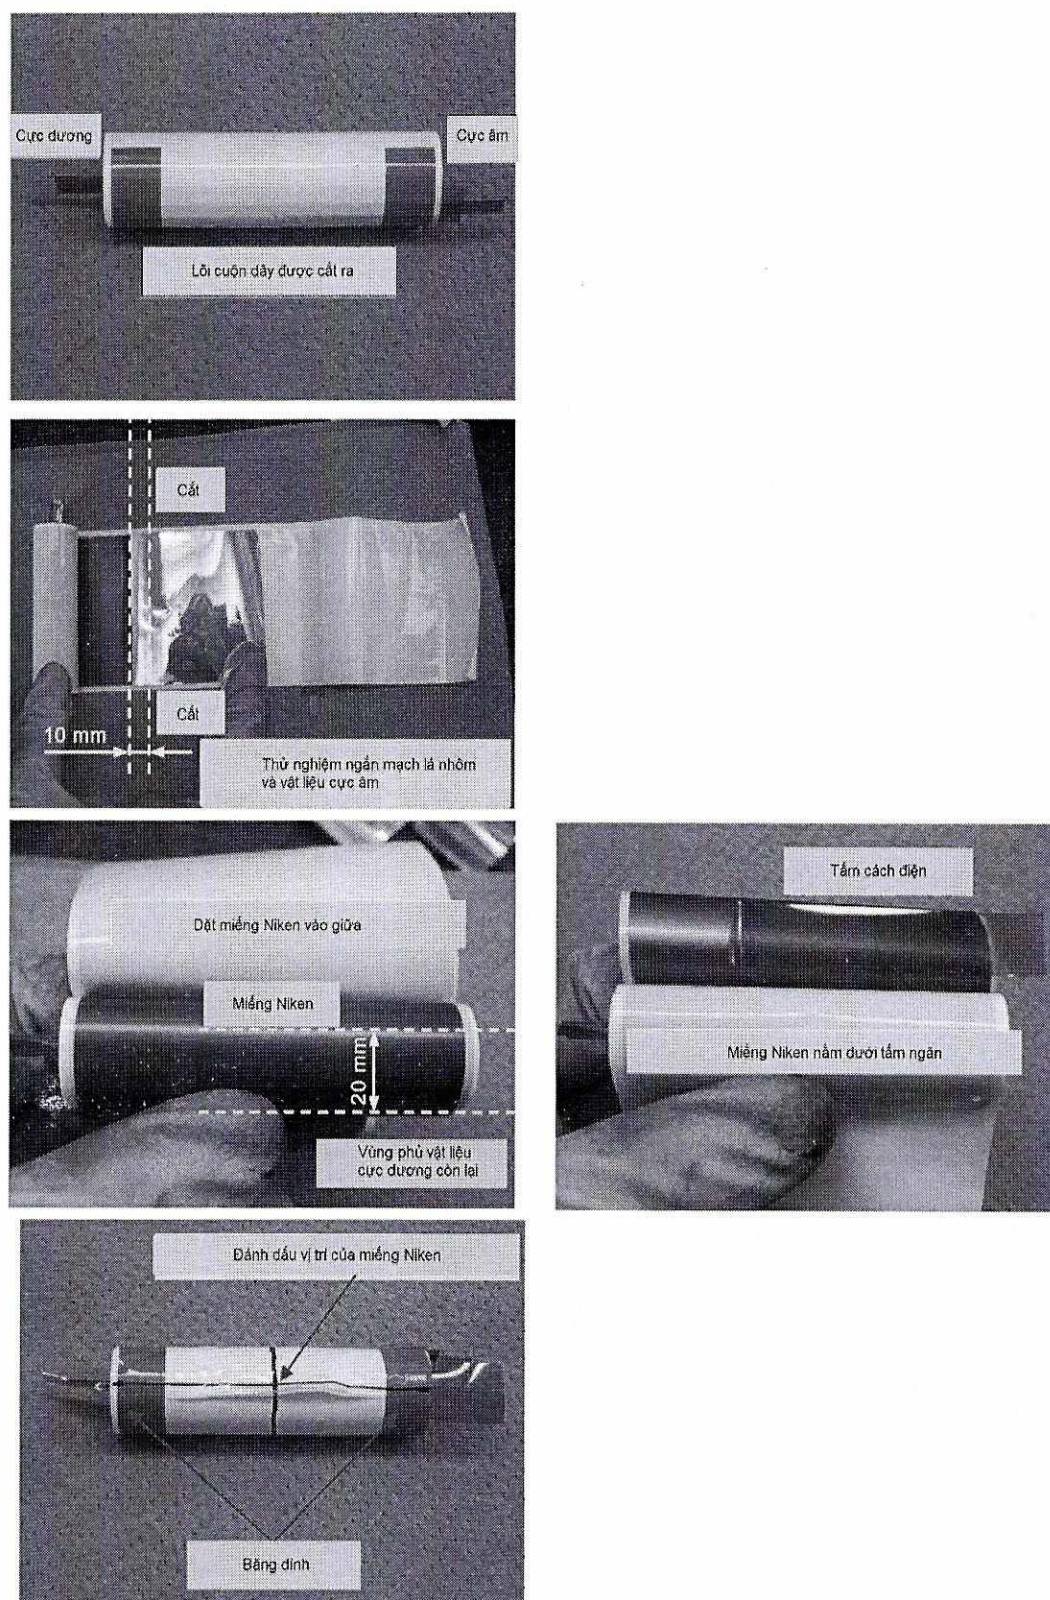 Cực dương
Cực âm
Lõi cuộn dây được cắt ra
Cắt
Cắt
10 mm
Thử nghiệm ngắn mạch lá nhôm
và vật liệu cực âm
Dặt miếng Niken vào giữa
Miếng Niken
20 mm
Vùng phủ vật liệu
cực dương còn lại
Tấm cách điện
Miếng Niken nằm dưới tấm ngăn
Đánh dấu vị trí của miếng Niken
Băng dính